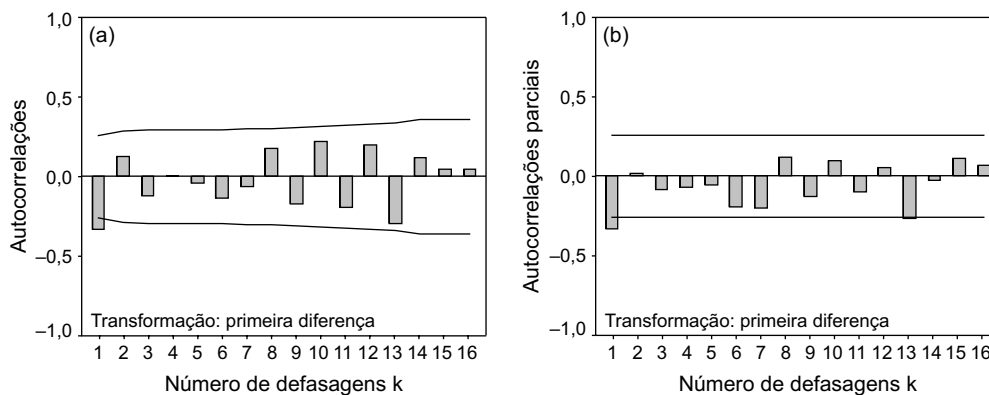 (a)
Autocorrelações
1,0
0,5
0,0
–0,5
–1,0
Transformação: primeira diferença
1 2 3 4 5 6 7 8 9 10 11 12 13 14 15 16
Número de defasagens k
(b)
Autocorrelações parciais
1,0
0,5
0,0
–0,5
–1,0
Transformação: primeira diferença
1 2 3 4 5 6 7 8 9 10 11 12 13 14 15 16
Número de defasagens k